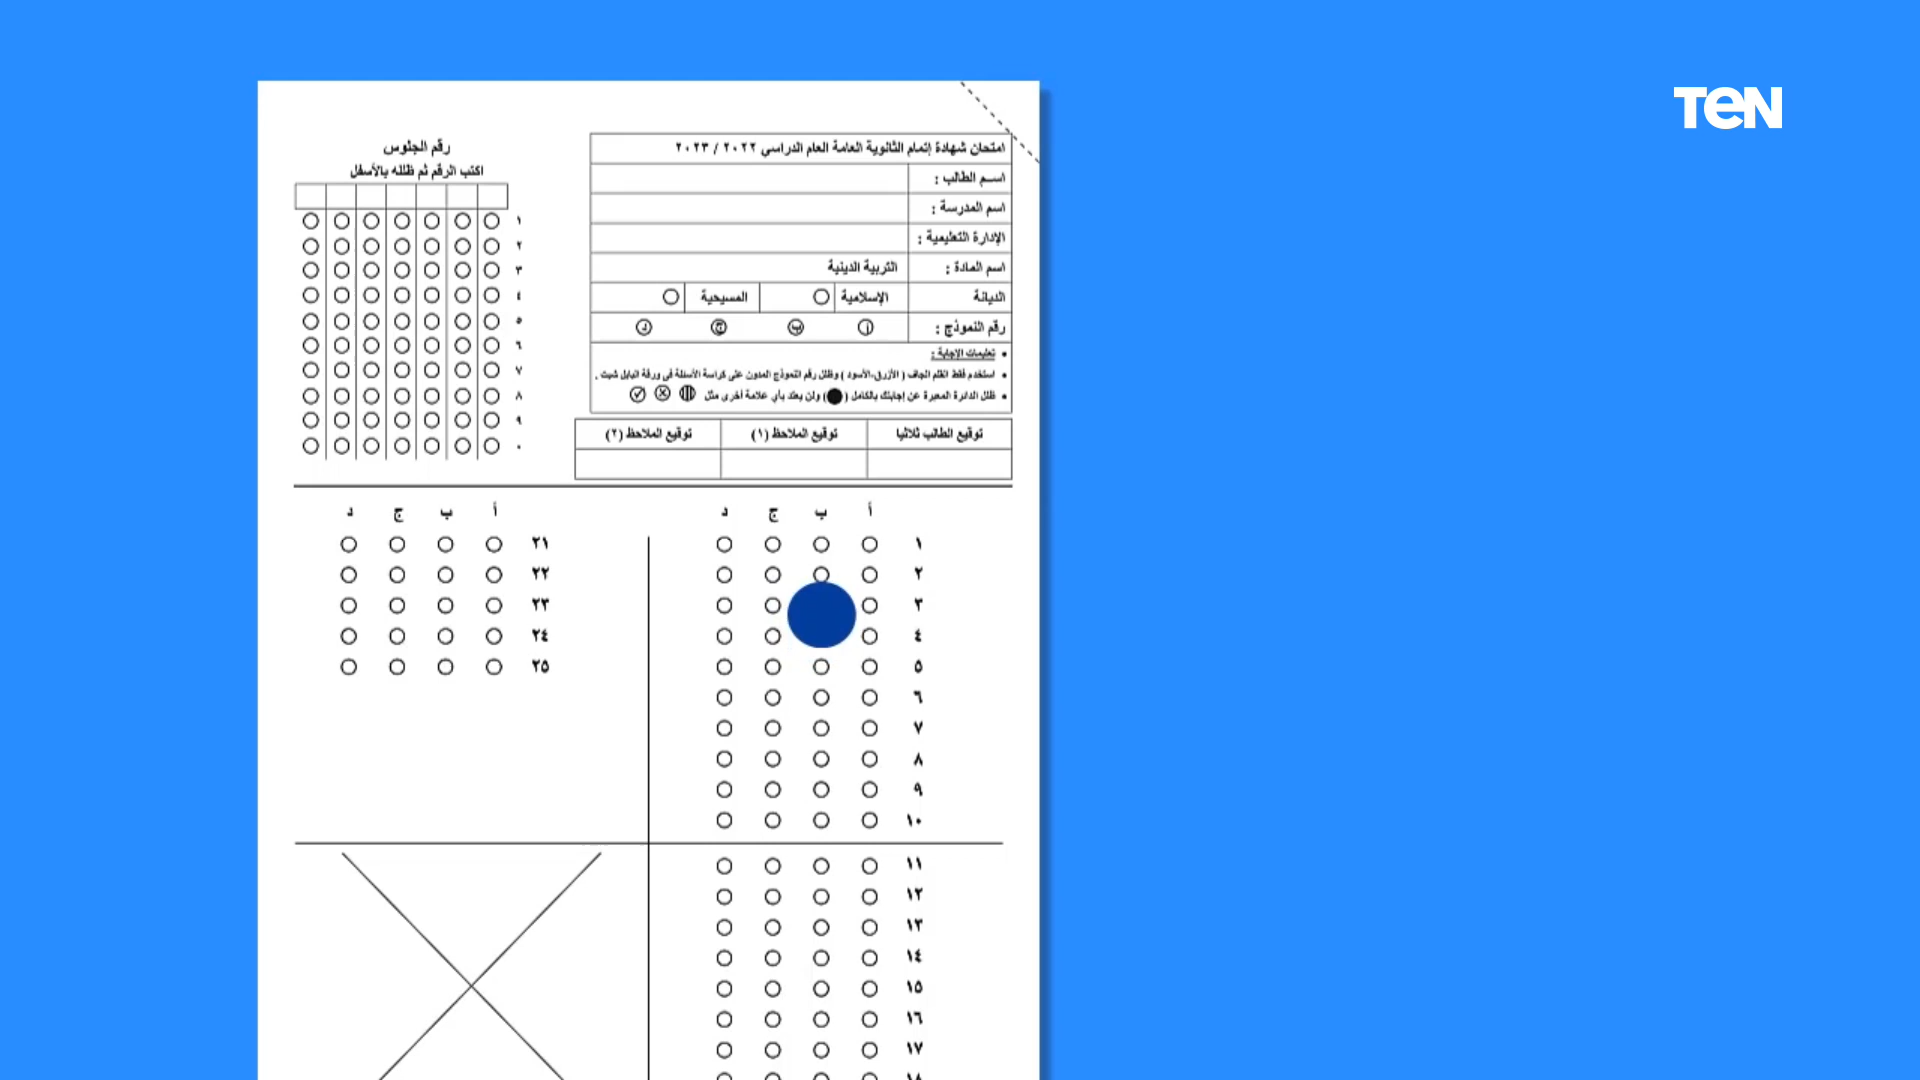 TeN
امتحان شهادة إتمام الثانوية العامة العام الدراسي ٢٠٢٢ / ٢٠٢٣
اسم الطالب :
اسم المدرسة :
الإدارة التعليمية :
اسم المادة : التربية الدينية
الديانة الإسلامية المسيحية
رقم النموذج : أ ب ج د
• تعليمات الإجابة :
• استخدم فقط القلم الجاف ( الأزرق-الأسود ) وظلل رقم النموذج المدون على كراسة الأسئلة في ورقة البابل شيت .
• ظلل الدائرة المعبرة عن إجابتك بالكامل ( ) ولن يعتد بأي علامة أخرى مثل
توقيع الطالب ثلاثيا توقيع الملاحظ (١) توقيع الملاحظ (٢)
رقم الجلوس
اكتب الرقم ثم ظلله بالأسفل
١
٢
٣
٤
٥
٦
٧
٨
٩
٠
أ ب ج د
١
٢
٣
٤
٥
٦
٧
٨
٩
١٠
١١
١٢
١٣
١٤
١٥
١٦
١٧
١٨
أ ب ج د
٢١
٢٢
٢٣
٢٤
٢٥